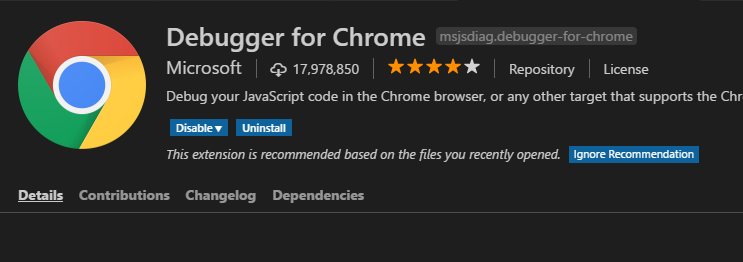 Debugger for Chrome msjsdiag.debugger-for-chrome
Microsoft 17,978,850 Repository License
Debug your JavaScript code in the Chrome browser, or any other target that supports the Chr
Disable Uninstall
This extension is recommended based on the files you recently opened. Ignore Recommendation
Details Contributions Changelog Dependencies